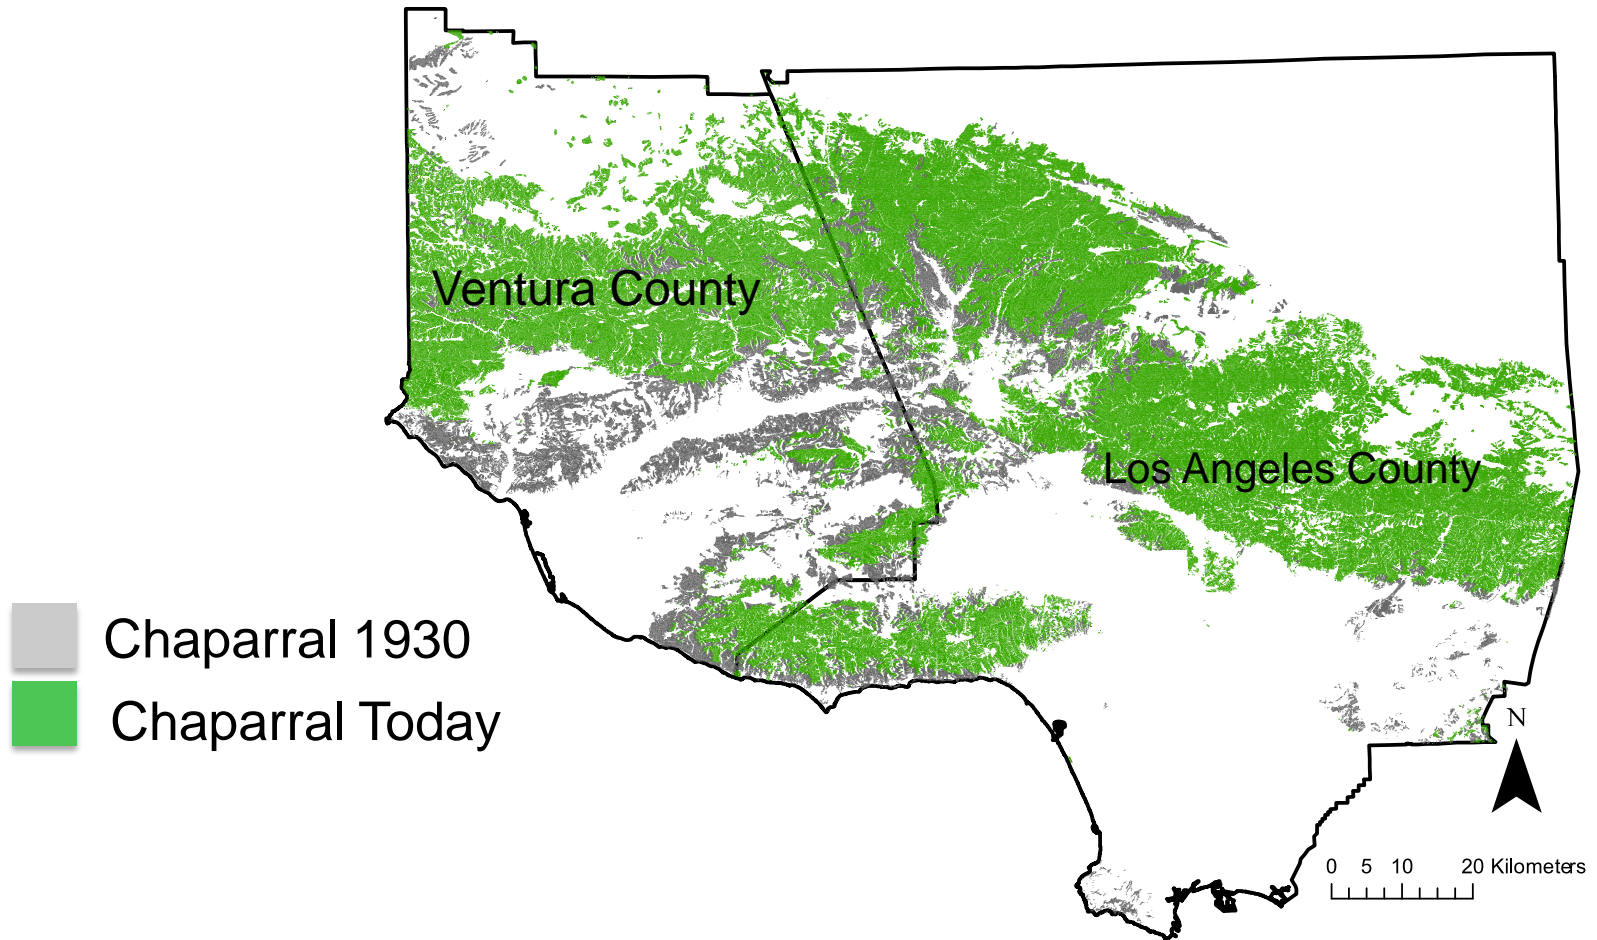 Ventura County
Los Angeles County
Chaparral 1930
Chaparral Today
N
0 5 10 20 Kilometers